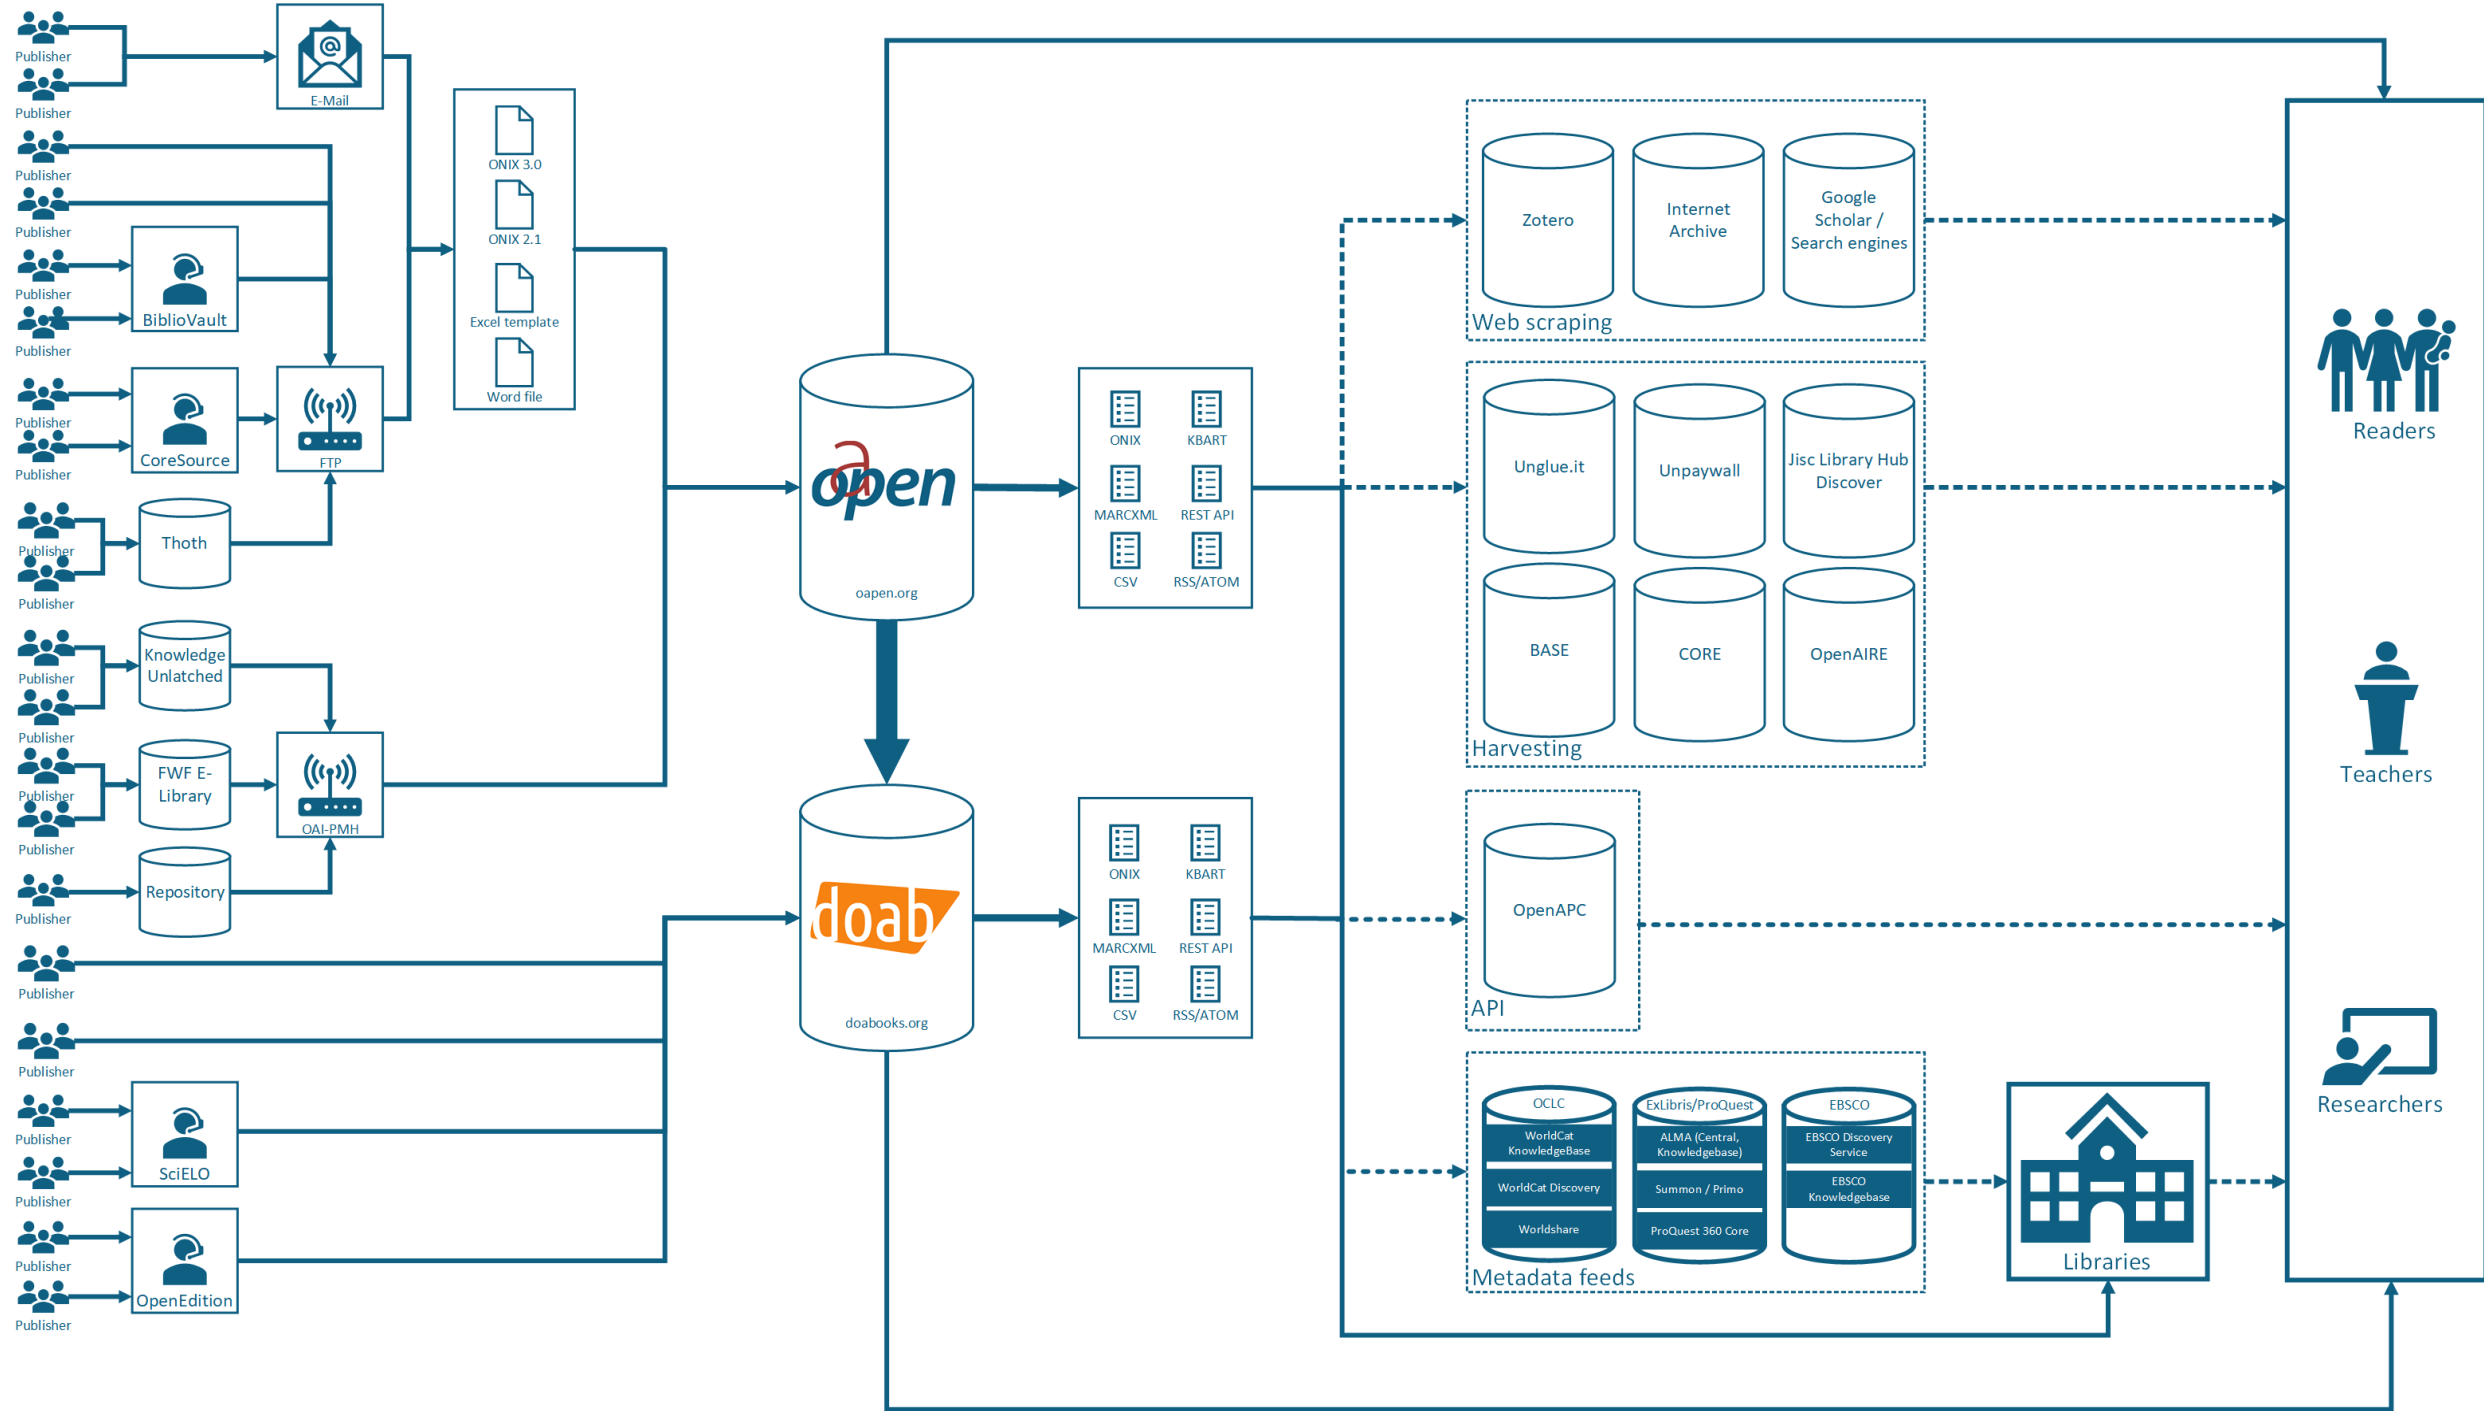 Publisher
Publisher
E-Mail
Publisher
Publisher
Publisher
Publisher
BiblioVault
Publisher
Publisher
CoreSource
FTP
Publisher
Publisher
Thoth
Publisher
Publisher
Knowledge
Unlatched
Publisher
Publisher
FWF E-
Library
OAI-PMH
Publisher
Repository
Publisher
Publisher
Publisher
Publisher
SciELO
Publisher
Publisher
OpenEdition
ONIX 3.0
ONIX 2.1
Excel template
Word file
oapen
oapen.org
doab
doabooks.org
ONIX
KBART
MARCXML
REST API
CSV
RSS/ATOM
ONIX
KBART
MARCXML
REST API
CSV
RSS/ATOM
Zotero
Internet
Archive
Google
Scholar /
Search engines
Web scraping
Unglue.it
Unpaywall
Jisc Library Hub
Discover
BASE
CORE
OpenAIRE
Harvesting
OpenAPC
API
OCLC
WorldCat
KnowledgeBase
WorldCat Discovery
Worldshare
ExLibris/ProQuest
ALMA (Central,
Knowledgebase)
Summon / Primo
ProQuest 360 Core
EBSCO
EBSCO Discovery
Service
EBSCO
Knowledgebase
Metadata feeds
Libraries
Readers
Teachers
Researchers